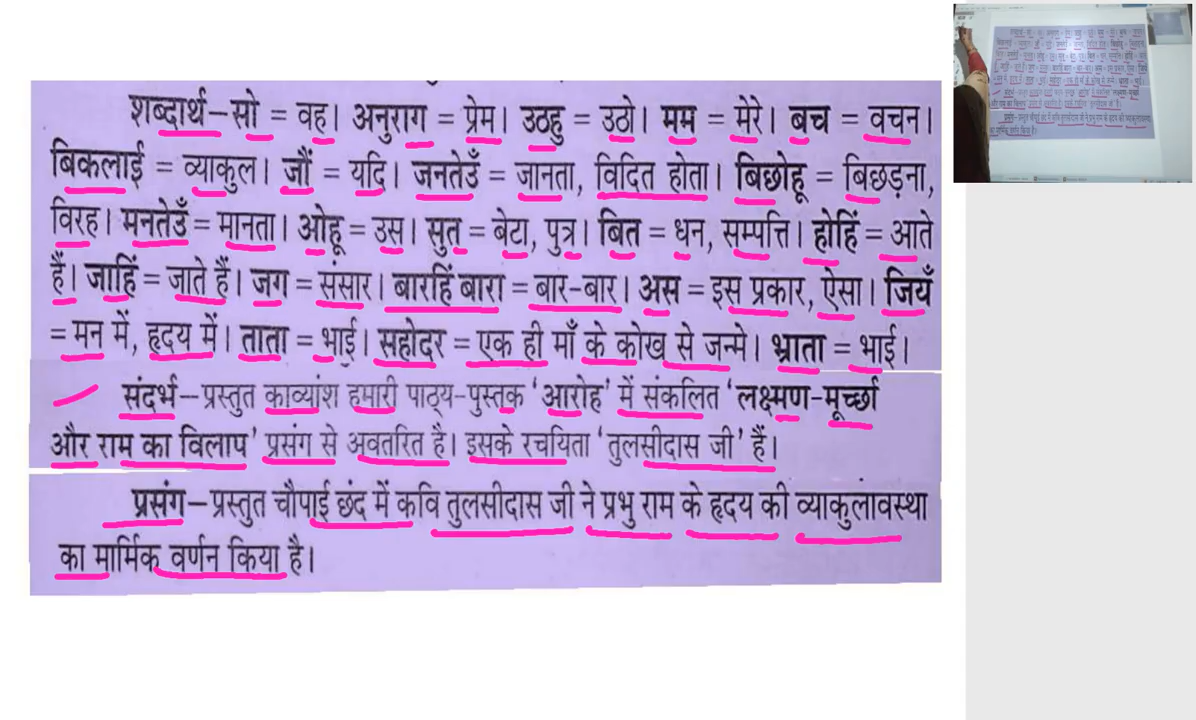 शब्दार्थ–सो = वह। अनुराग = प्रेम। उठहु = उठो। मम = मेरे। बच = वचन।
बिकलाई = व्याकुल। जौं = यदि। जनतेउँ = जानता, विदित होता। बिछोहू = बिछड़ना,
विरह। मनतेउँ = मानता। ओहू = उस। सुत = बेटा, पुत्र। बित = धन, सम्पत्ति। होहिं = आते
हैं। जाहिं = जाते हैं। जग = संसार। बारहिं बारा = बार-बार। अस = इस प्रकार, ऐसा। जियँ
= मन में, हृदय में। ताता = भाई। सहोदर = एक ही माँ के कोख से जन्मे। भ्राता = भाई।
संदर्भ–प्रस्तुत काव्यांश हमारी पाठ्य-पुस्तक ‘आरोह’ में संकलित ‘लक्ष्मण-मूर्च्छा
और राम का विलाप’ प्रसंग से अवतरित है। इसके रचयिता ‘तुलसीदास जी’ हैं।
प्रसंग–प्रस्तुत चौपाई छंद में कवि तुलसीदास जी ने प्रभु राम के हृदय की व्याकुलावस्था
का मार्मिक वर्णन किया है।